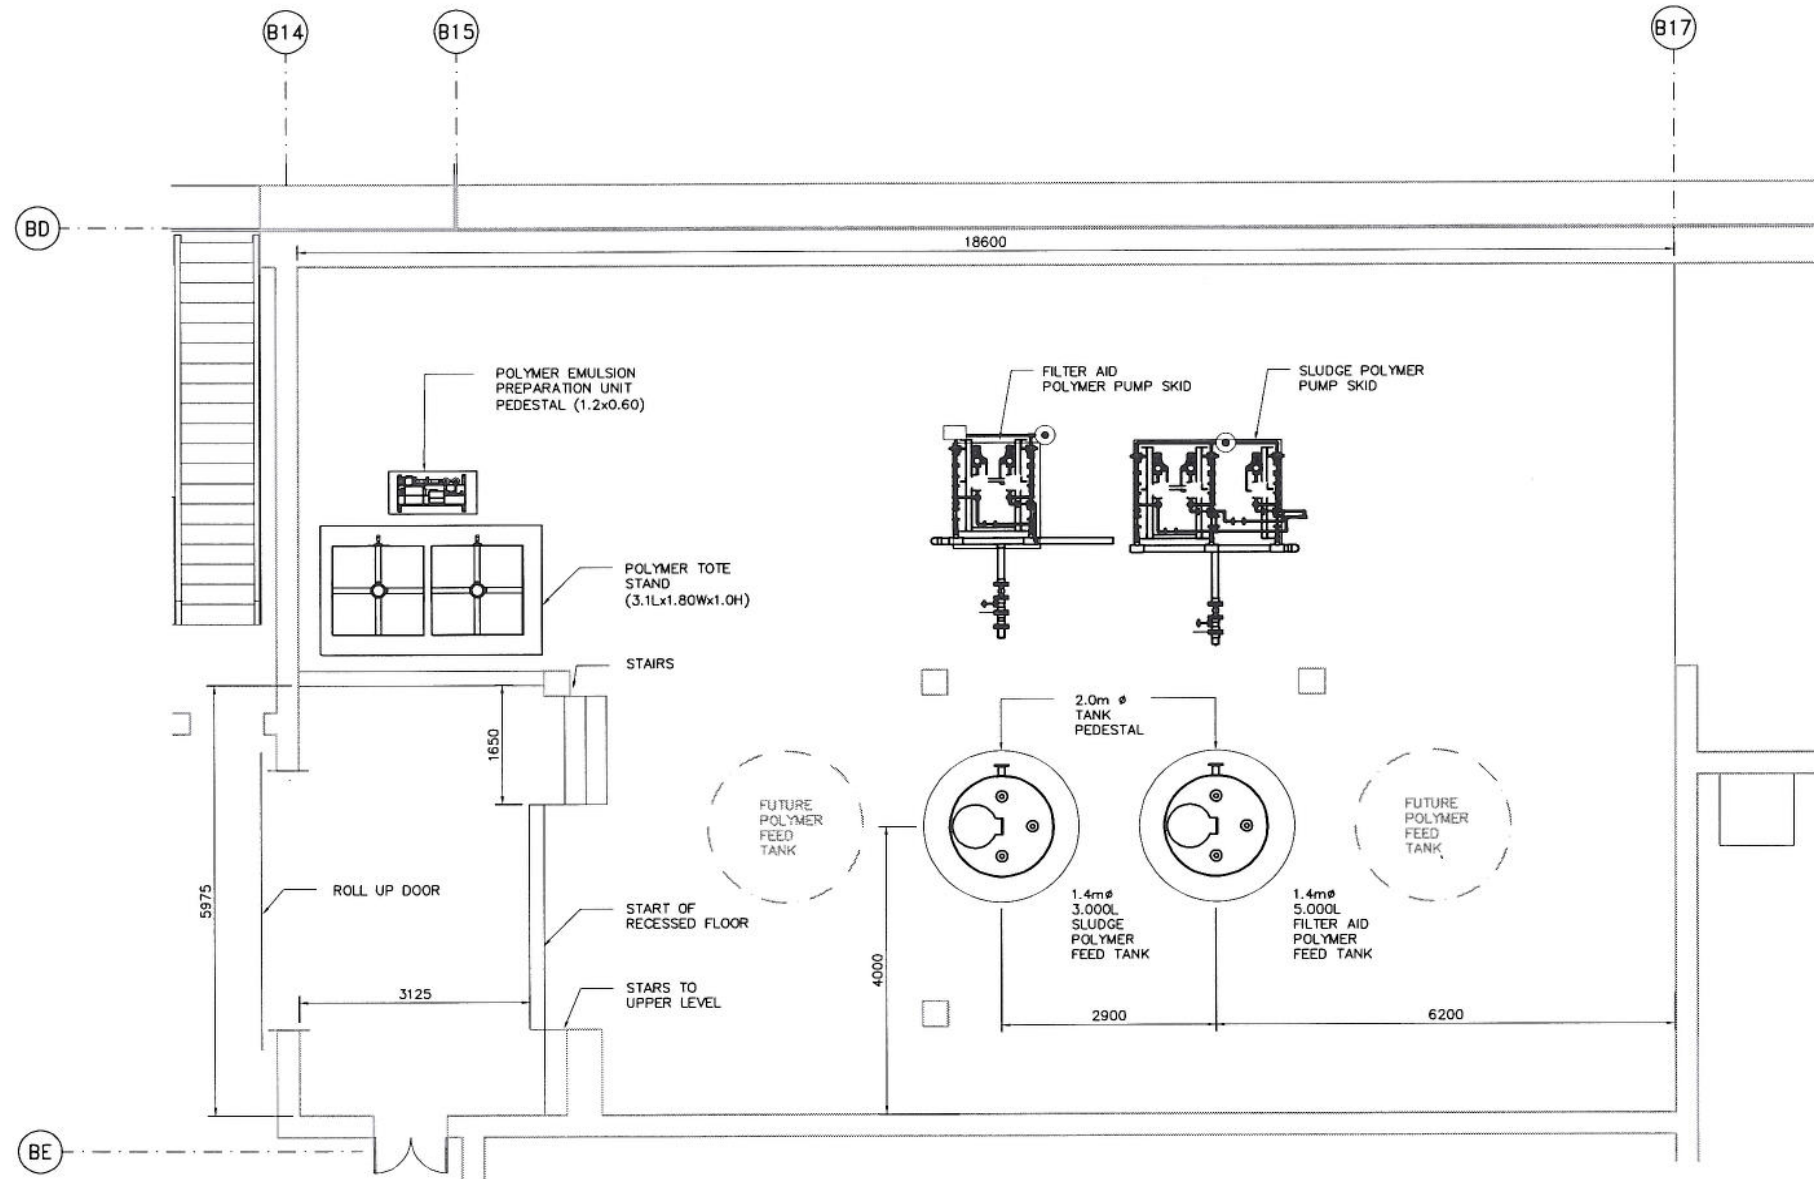 B14
B15
B17
BD
18600
POLYMER EMULSION
PREPARATION UNIT
PEDESTAL (1.2x0.60)
FILTER AID
POLYMER PUMP SKID
SLUDGE POLYMER
PUMP SKID
POLYMER TOTE
STAND
(3.1Lx1.80Wx1.0H)
STAIRS
1650
2.0m ø
TANK
PEDESTAL
FUTURE
POLYMER
FEED
TANK
FUTURE
POLYMER
FEED
TANK
5975
ROLL UP DOOR
START OF
RECESSED FLOOR
1.4mø
3.000L
SLUDGE
POLYMER
FEED TANK
1.4mø
5.000L
FILTER AID
POLYMER
FEED TANK
4000
3125
STARS TO
UPPER LEVEL
2900
6200
BE